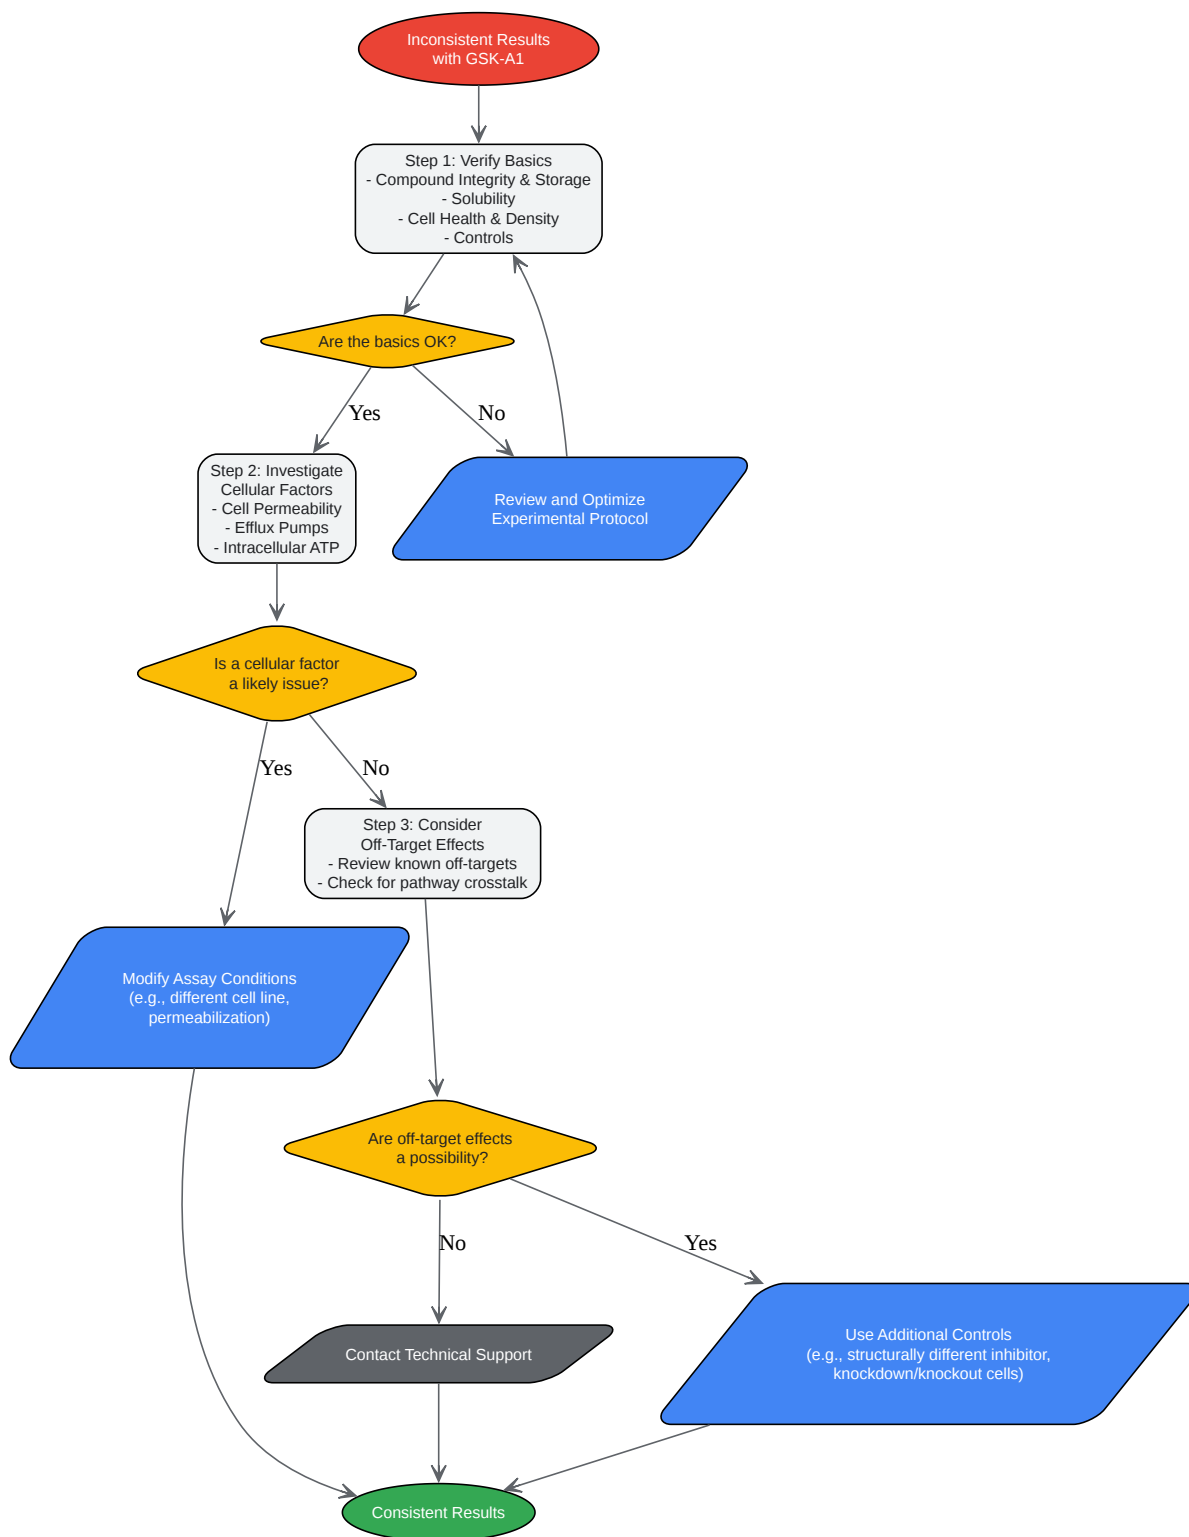 Inconsistent Results
with GSK-A1
Step 1: Verify Basics
- Compound Integrity & Storage
- Solubility
- Cell Health & Density
- Controls
Are the basics OK?
Yes
No
Step 2: Investigate
Cellular Factors
- Cell Permeability
- Efflux Pumps
- Intracellular ATP
Review and Optimize
Experimental Protocol
Is a cellular factor
a likely issue?
Yes
No
Step 3: Consider
Off-Target Effects
- Review known off-targets
- Check for pathway crosstalk
Modify Assay Conditions
(e.g., different cell line,
permeabilization)
Are off-target effects
a possibility?
No
Yes
Contact Technical Support
Use Additional Controls
(e.g., structurally different inhibitor,
knockdown/knockout cells)
Consistent Results